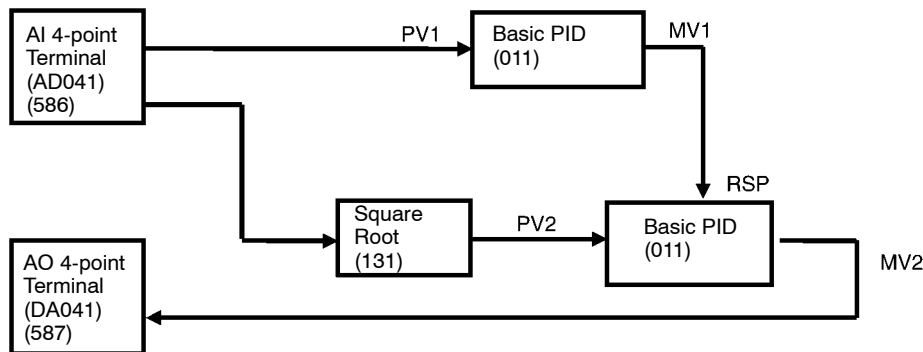 AI 4-point
Terminal
(AD041)
(586)
PV1
Basic PID
(011)
MV1
RSP
Square
Root
(131)
PV2
Basic PID
(011)
MV2
AO 4-point
Terminal
(DA041)
(587)